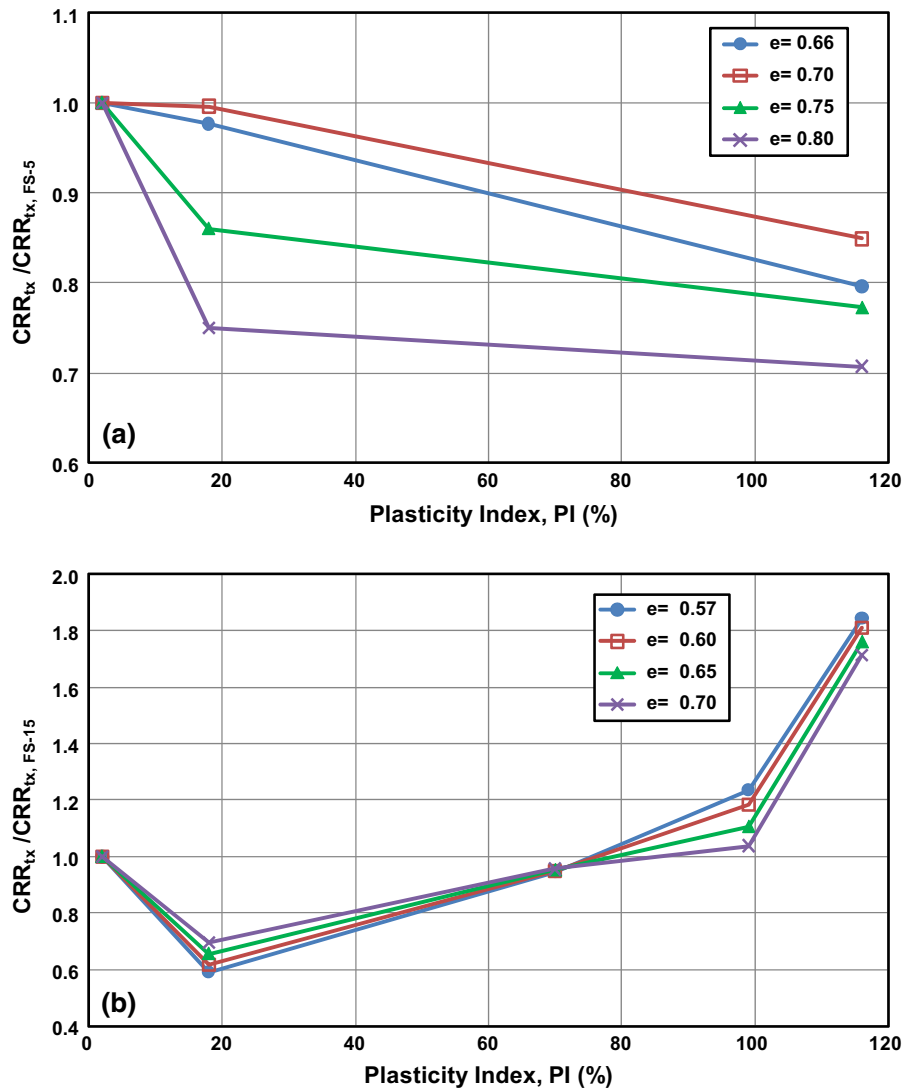 1.1
1.0
0.9
0.8
0.7
0.6
CRRtx /CRRtx, FS-5
e= 0.66
e= 0.70
e= 0.75
e= 0.80
(a)
0 20 40 60 80 100 120
Plasticity Index, PI (%)
2.0
1.8
1.6
1.4
1.2
1.0
0.8
0.6
0.4
CRRtx /CRRtx, FS-15
e= 0.57
e= 0.60
e= 0.65
e= 0.70
(b)
0 20 40 60 80 100 120
Plasticity Index, PI (%)